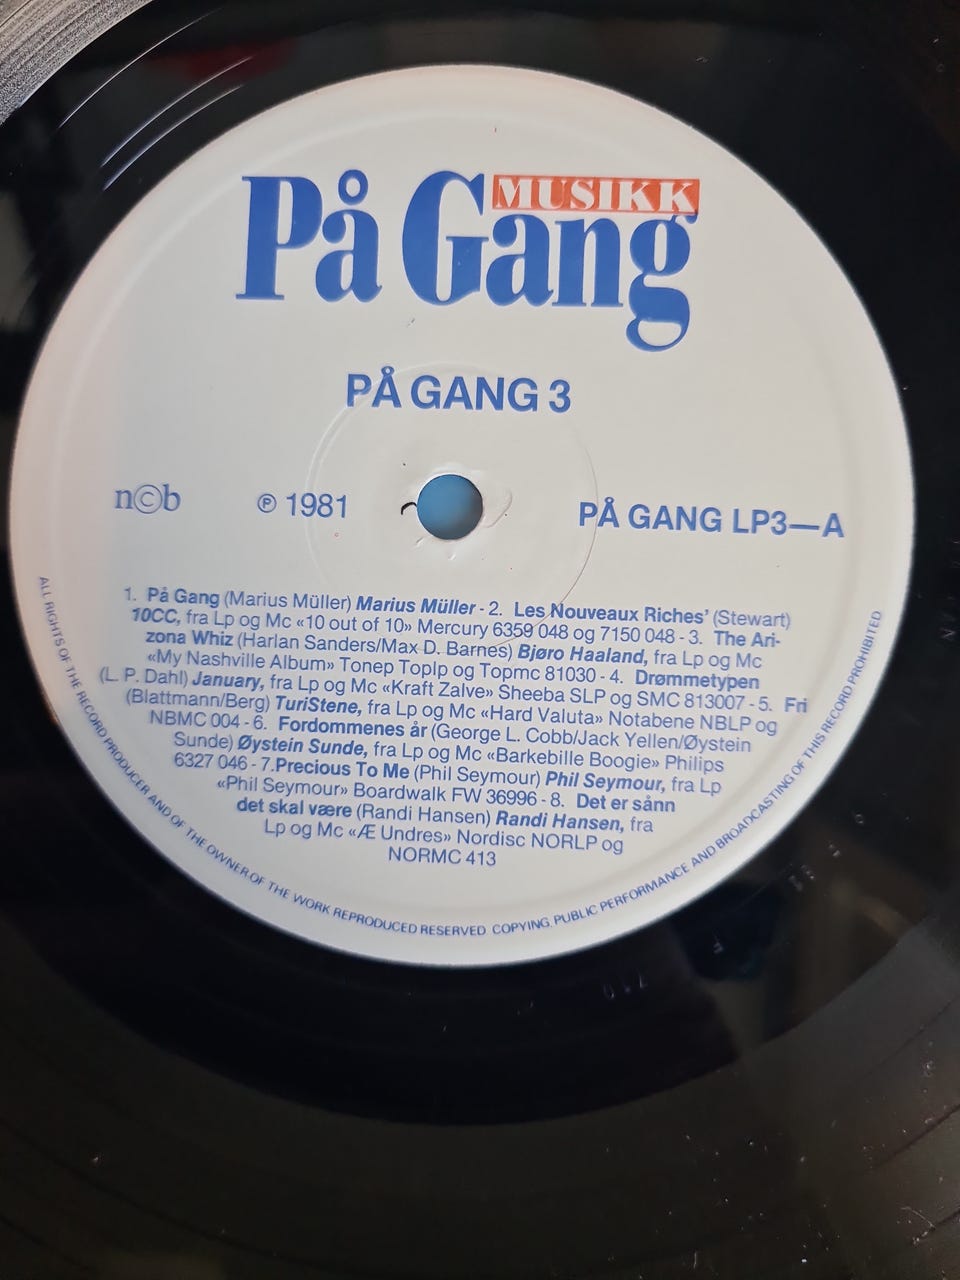 På Gang
MUSIKK
PÅ GANG 3
n©b
℗ 1981
PÅ GANG LP3—A
1. På Gang (Marius Müller) Marius Müller - 2. Les Nouveaux Riches' (Stewart)
10CC, fra Lp og Mc «10 out of 10» Mercury 6359 048 og 7150 048 - 3. The Ari-
zona Whiz (Harlan Sanders/Max D. Barnes) Bjøro Haaland, fra Lp og Mc
«My Nashville Album» Tonep Toplp og Topmc 81030 - 4. Drømmetypen
(L. P. Dahl) January, fra Lp og Mc «Kraft Zalve» Sheeba SLP og SMC 813007 - 5. Fri
(Blattmann/Berg) TuriStene, fra Lp og Mc «Hard Valuta» Notabene NBLP og
NBMC 004 - 6. Fordommenes år (George L. Cobb/Jack Yellen/Øystein
Sunde) Øystein Sunde, fra Lp og Mc «Barkebille Boogie» Philips
6327 046 - 7. Precious To Me (Phil Seymour) Phil Seymour, fra Lp
«Phil Seymour» Boardwalk FW 36996 - 8. Det er sånn
det skal være (Randi Hansen) Randi Hansen, fra
Lp og Mc «Æ Undres» Nordisc NORLP og
NORMC 413
ALL RIGHTS OF THE RECORD PRODUCER AND OF THE OWNER OF THE WORK REPRODUCED RESERVED COPYING, PUBLIC PERFORMANCE AND BROADCASTING OF THIS RECORD PROHIBITED